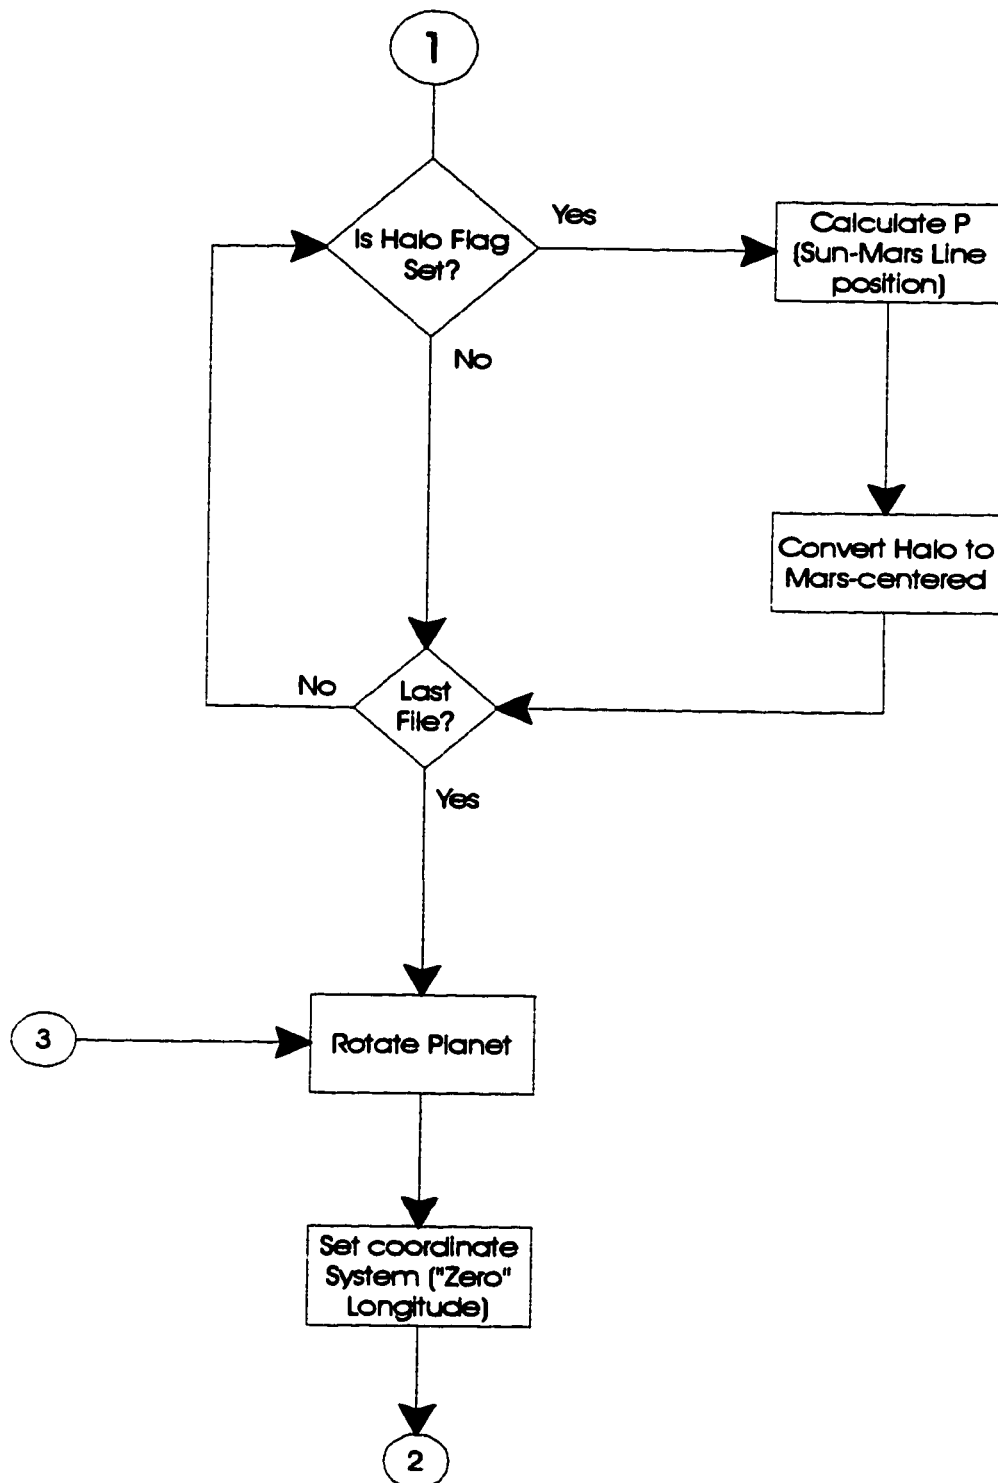 1
Is Halo Flag
Set?
Yes
Calculate P
(Sun-Mars Line
position)
No
Convert Halo to
Mars-centered
No
Last
File?
Yes
3
Rotate Planet
Set coordinate
System ("Zero"
Longitude)
2